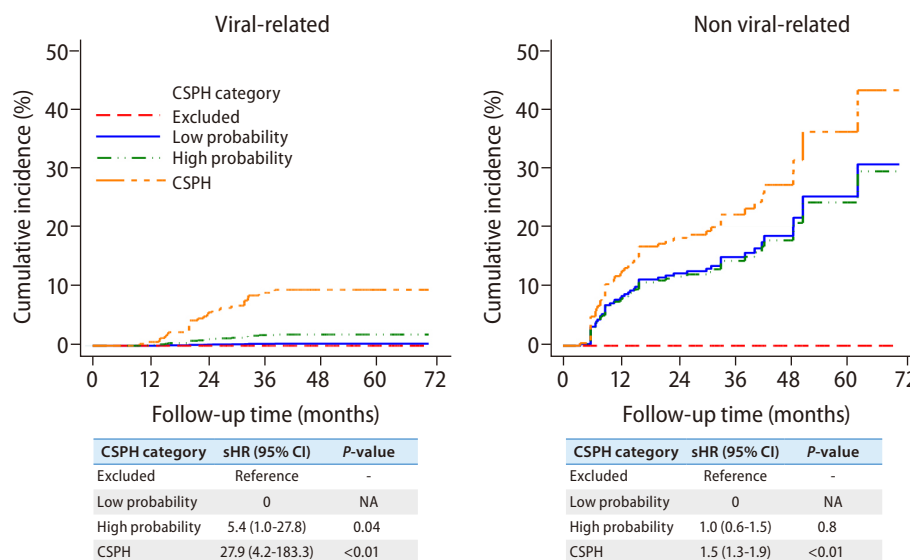 Viral-related
Cumulative incidence (%)
50
40
30
20
10
0
CSPH category
Excluded
Low probability
High probability
CSPH
0 12 24 36 48 60 72
Follow-up time (months)
CSPH category sHR (95% CI) P-value
Excluded Reference -
Low probability 0 NA
High probability 5.4 (1.0-27.8) 0.04
CSPH 27.9 (4.2-183.3) <0.01
Non viral-related
Cumulative incidence (%)
50
40
30
20
10
0
0 12 24 36 48 60 72
Follow-up time (months)
CSPH category sHR (95% CI) P-value
Excluded Reference -
Low probability 0 NA
High probability 1.0 (0.6-1.5) 0.8
CSPH 1.5 (1.3-1.9) <0.01